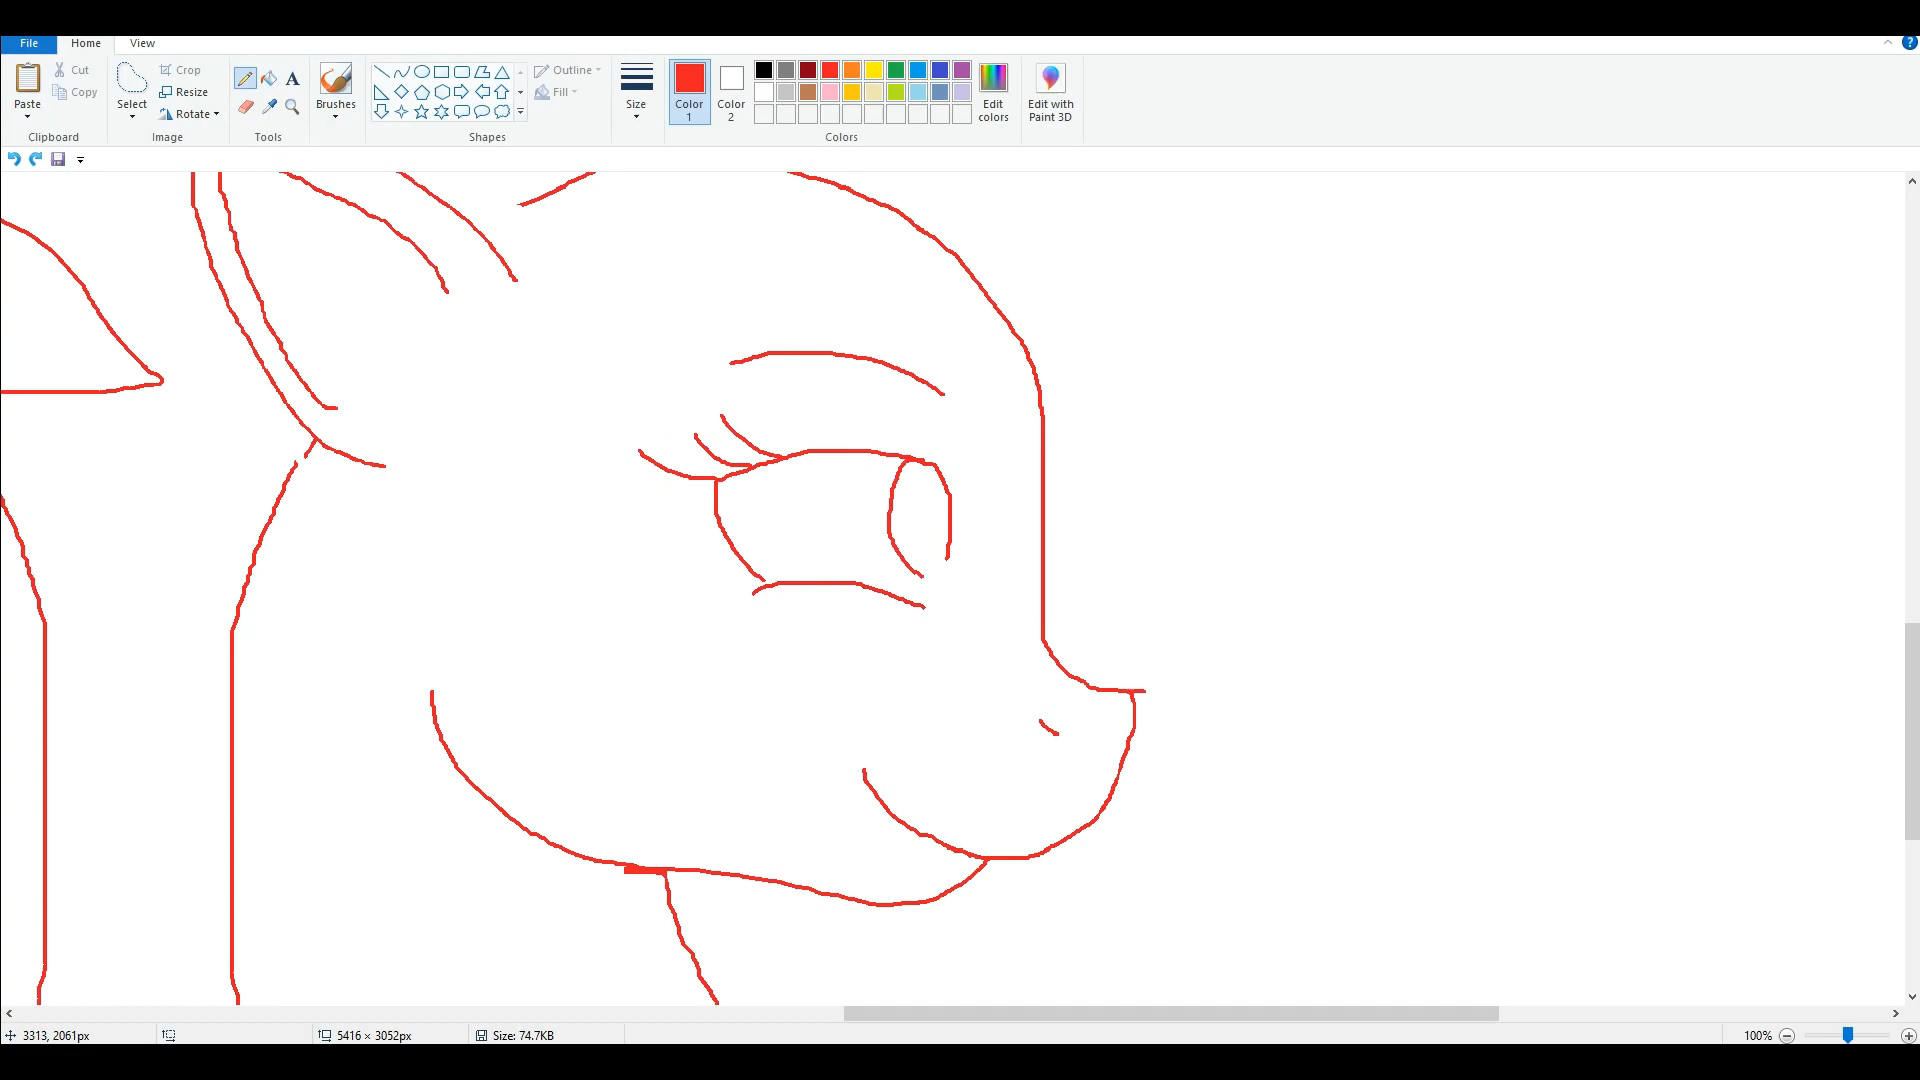 File Home View
Paste Cut Copy
Select Crop Resize Rotate
Brushes
Outline Fill
Size
Color 1 Color 2
Edit colors
Edit with Paint 3D
Clipboard Image Tools Shapes Colors
3313, 2061px 5416 × 3052px Size: 74.7KB 100%